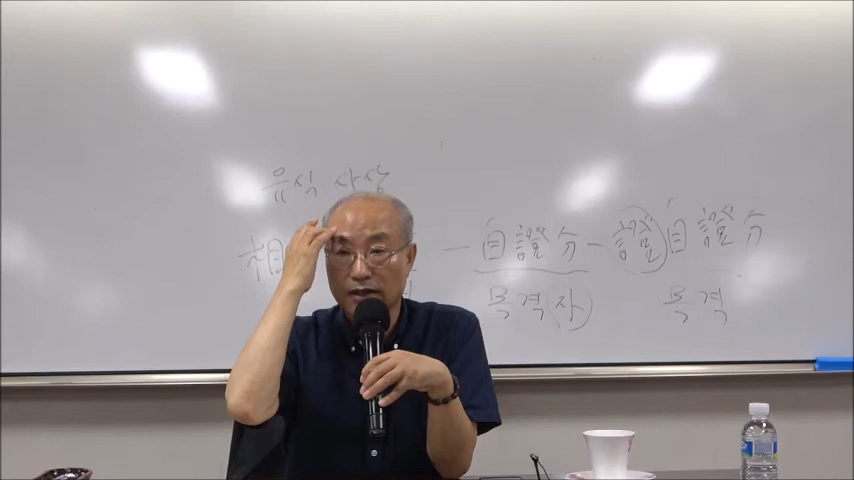 유식 사상
相 － 自證分 － 證自證分
목격(자) 목격